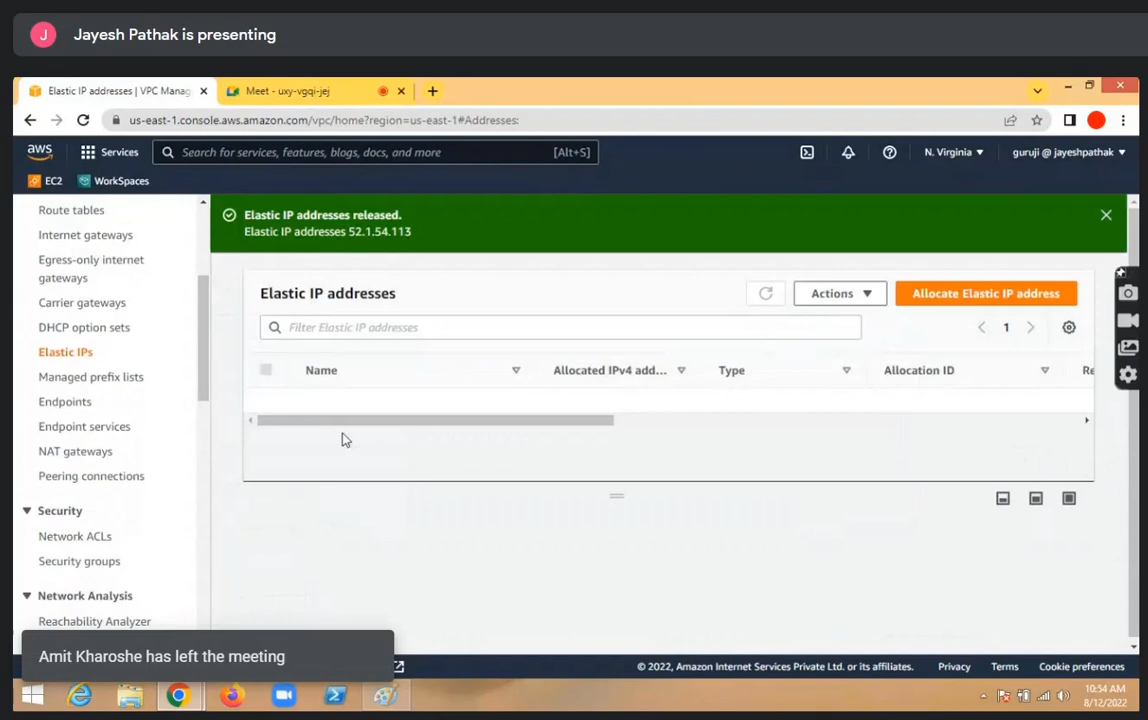 J
Jayesh Pathak is presenting
Elastic IP addresses | VPC Manag
Meet - uxy-vgqi-jej
us-east-1.console.aws.amazon.com/vpc/home?region=us-east-1#Addresses:
aws
Services
Search for services, features, blogs, docs, and more
[Alt+S]
N. Virginia
guruji @ jayeshpathak
EC2
WorkSpaces
Route tables
Internet gateways
Egress-only internet
gateways
Carrier gateways
DHCP option sets
Elastic IPs
Managed prefix lists
Endpoints
Endpoint services
NAT gateways
Peering connections
Security
Network ACLs
Security groups
Network Analysis
Reachability Analyzer
Elastic IP addresses released.
Elastic IP addresses 52.1.54.113
Elastic IP addresses
Actions
Allocate Elastic IP address
Filter Elastic IP addresses
1
Name
Allocated IPv4 add...
Type
Allocation ID
Re
Amit Kharoshe has left the meeting
© 2022, Amazon Internet Services Private Ltd. or its affiliates.
Privacy
Terms
Cookie preferences
10:54 AM
8/12/2022